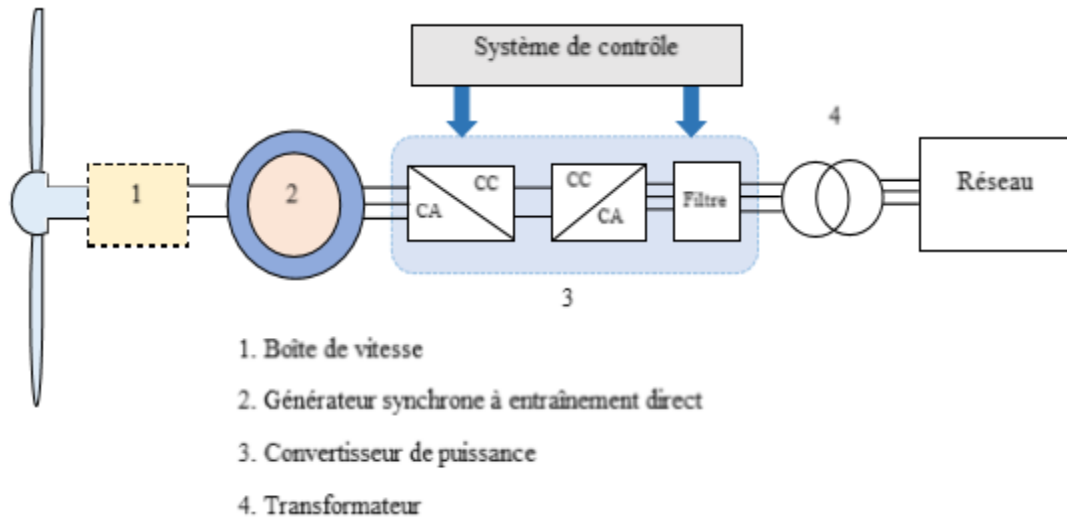 Système de contrôle
4
1
2
CC
CA
CC
CA
Filtre
Réseau
3
1. Boîte de vitesse
2. Générateur synchrone à entraînement direct
3. Convertisseur de puissance
4. Transformateur